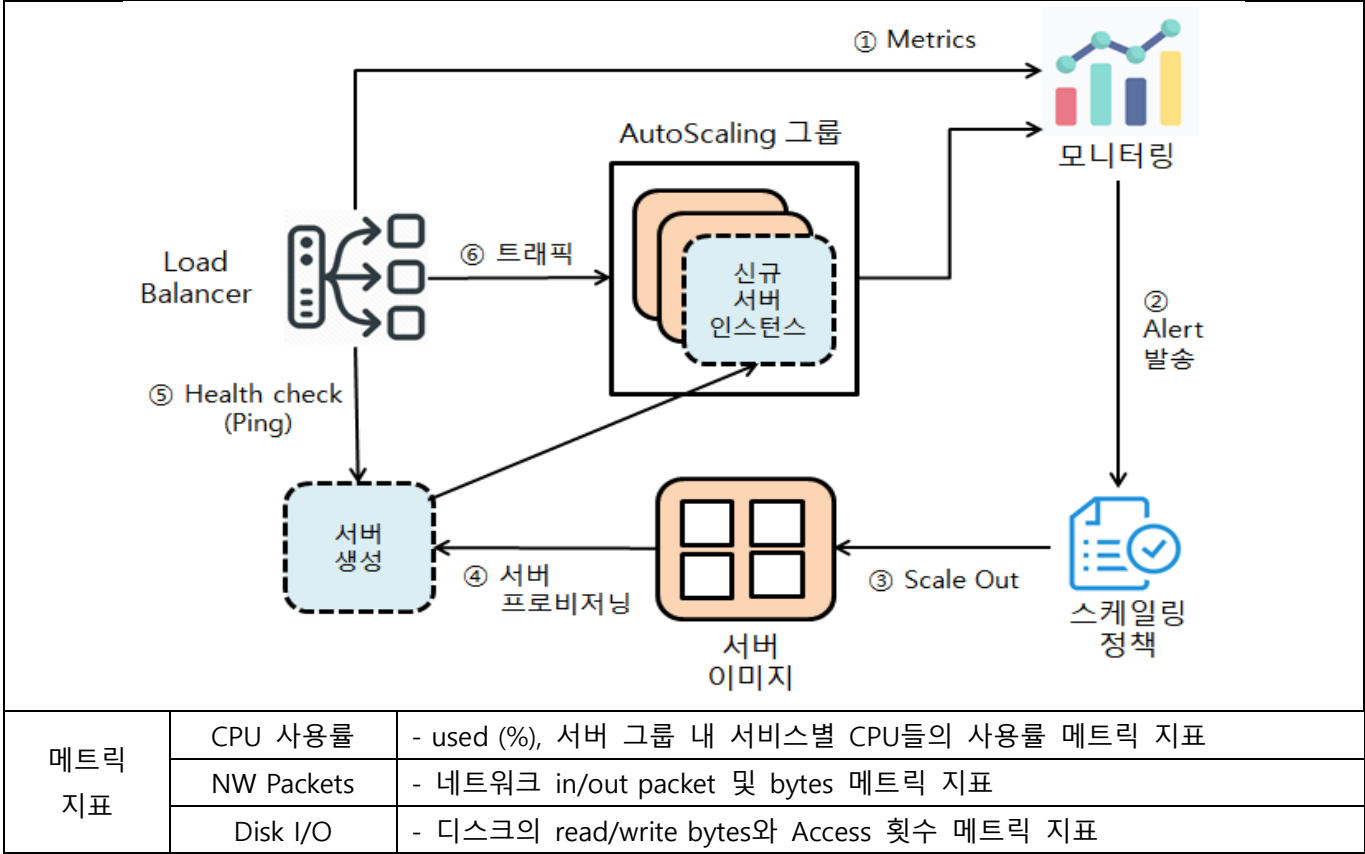 ① Metrics
모니터링
AutoScaling 그룹
신규
서버
인스턴스
Load
Balancer
⑥ 트래픽
②
Alert
발송
⑤ Health check
(Ping)
서버
생성
④ 서버
프로비저닝
서버
이미지
③ Scale Out
스케일링
정책
메트릭
지표
CPU 사용률
- used (%), 서버 그룹 내 서비스별 CPU들의 사용률 메트릭 지표
NW Packets
- 네트워크 in/out packet 및 bytes 메트릭 지표
Disk I/O
- 디스크의 read/write bytes와 Access 횟수 메트릭 지표